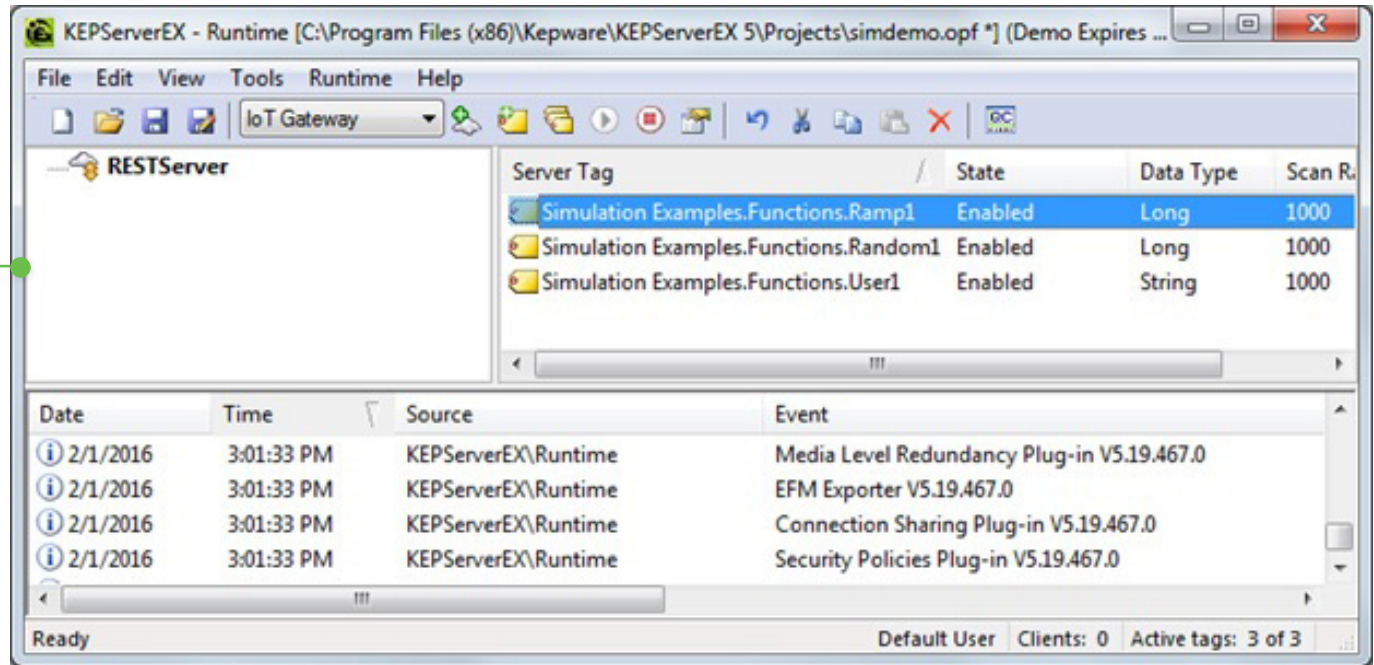 KEPServerEX - Runtime [C:\Program Files (x86)\Kepware\KEPServerEX 5\Projects\simdemo.opf *] (Demo Expires ...
File Edit View Tools Runtime Help
IoT Gateway QC
RESTServer
Server Tag State Data Type Scan Ra
Simulation Examples.Functions.Ramp1 Enabled Long 1000
Simulation Examples.Functions.Random1 Enabled Long 1000
Simulation Examples.Functions.User1 Enabled String 1000
Date Time Source Event
2/1/2016 3:01:33 PM KEPServerEX\Runtime Media Level Redundancy Plug-in V5.19.467.0
2/1/2016 3:01:33 PM KEPServerEX\Runtime EFM Exporter V5.19.467.0
2/1/2016 3:01:33 PM KEPServerEX\Runtime Connection Sharing Plug-in V5.19.467.0
2/1/2016 3:01:33 PM KEPServerEX\Runtime Security Policies Plug-in V5.19.467.0
Ready Default User Clients: 0 Active tags: 3 of 3